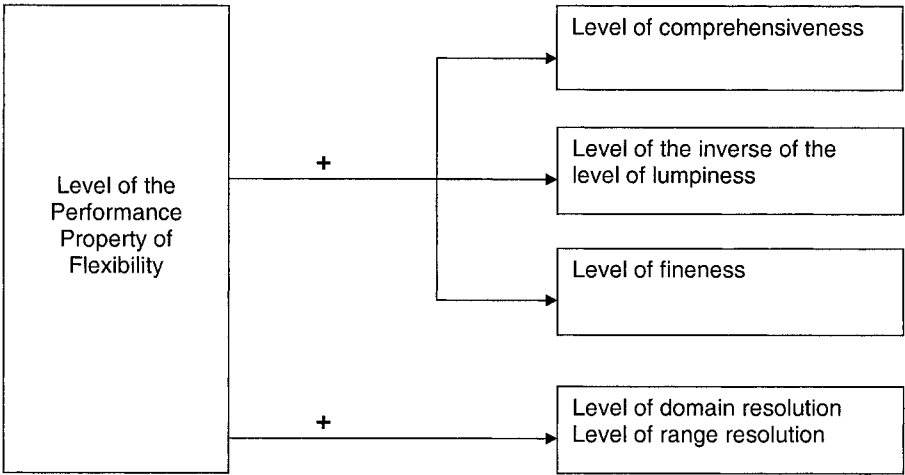 Level of the
Performance
Property of
Flexibility
+
+
Level of comprehensiveness
Level of the inverse of the
level of lumpiness
Level of fineness
Level of domain resolution
Level of range resolution